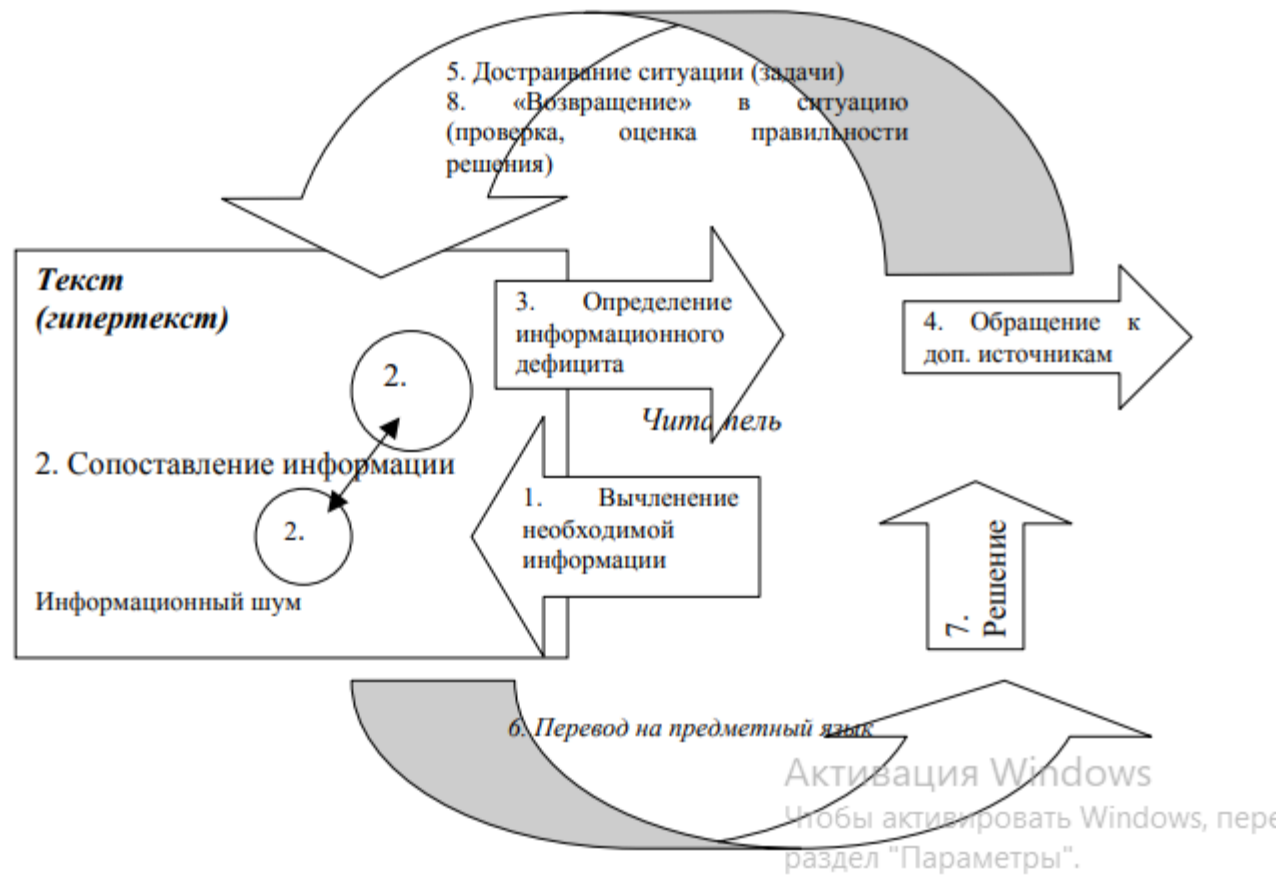 5. Достраивание ситуации (задачи)
8. «Возвращение» в ситуацию
(проверка, оценка правильности
решения)
Текст
(гипертекст)
2.
2. Сопоставление информации
2.
Информационный шум
3. Определение
информационного
дефицита
4. Обращение к
доп. источникам
Читатель
1. Вычленение
необходимой
информации
7.
Решение
6. Перевод на предметный язык
Активация Windows
Чтобы активировать Windows, пере
раздел "Параметры".